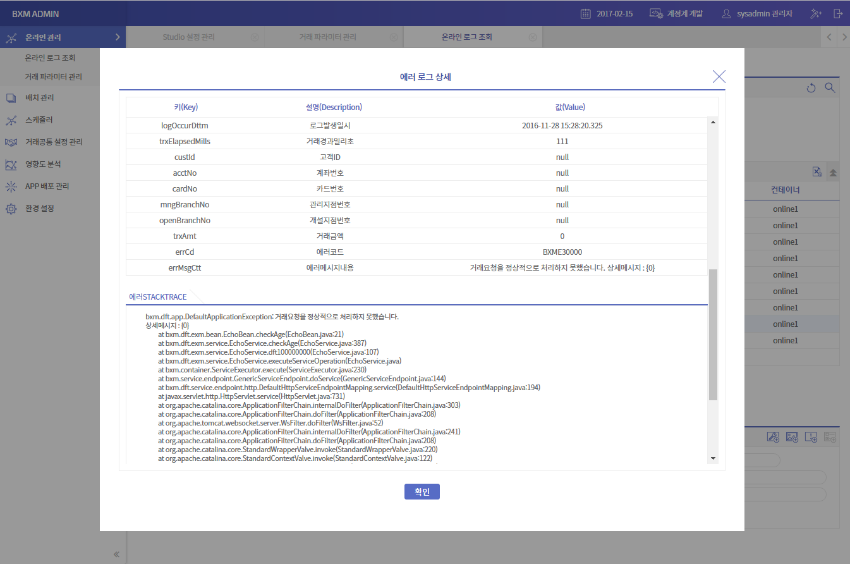 BXM ADMIN
2017-02-15
계정계 개발
sysadmin 관리자
온라인 관리
Studio 설정 관리
거래 파라미터 관리
온라인 로그 조회
온라인 로그 조회
거래 파라미터 관리
배치 관리
스케쥴러
거래공통 설정 관리
영향도 분석
APP 배포 관리
환경 설정
에러 로그 상세
키(Key) 설명(Description) 값(Value)
logOccurDttm 로그발생일시 2016-11-28 15:28:20.325
trxElapsedMills 거래경과밀리초 111
custId 고객ID null
acctNo 계좌번호 null
cardNo 카드번호 null
mngBranchNo 관리지점번호 null
openBranchNo 개설지점번호 null
trxAmt 거래금액 0
errCd 에러코드 BXME30000
errMsgCtt 에러메시지내용 거래요청을 정상적으로 처리하지 못했습니다. 상세메시지 : {0}
에러STACKTRACE
bxm.dft.app.DefaultApplicationException: 거래요청을 정상적으로 처리하지 못했습니다.
상세메시지 : {0}
at bxm.dft.exm.bean.EchoBean.checkAge(EchoBean.java:21)
at bxm.dft.exm.service.EchoService.checkAge(EchoService.java:387)
at bxm.dft.exm.service.EchoService.dft100000000(EchoService.java:107)
at bxm.dft.exm.service.EchoService.executeServiceOperation(EchoService.java)
at bxm.container.ServiceExecutor.execute(ServiceExecutor.java:230)
at bxm.service.endpoint.GenericServiceEndpoint.doService(GenericServiceEndpoint.java:144)
at bxm.dft.service.endpoint.http.DefaultHttpServiceEndpointMapping.service(DefaultHttpServiceEndpointMapping.java:194)
at javax.servlet.http.HttpServlet.service(HttpServlet.java:731)
at org.apache.catalina.core.ApplicationFilterChain.internalDoFilter(ApplicationFilterChain.java:303)
at org.apache.catalina.core.ApplicationFilterChain.doFilter(ApplicationFilterChain.java:208)
at org.apache.tomcat.websocket.server.WsFilter.doFilter(WsFilter.java:52)
at org.apache.catalina.core.ApplicationFilterChain.internalDoFilter(ApplicationFilterChain.java:241)
at org.apache.catalina.core.ApplicationFilterChain.doFilter(ApplicationFilterChain.java:208)
at org.apache.catalina.core.StandardWrapperValve.invoke(StandardWrapperValve.java:220)
at org.apache.catalina.core.StandardContextValve.invoke(StandardContextValve.java:122)
확인
컨테이너
online1
online1
online1
online1
online1
online1
online1
online1
online1